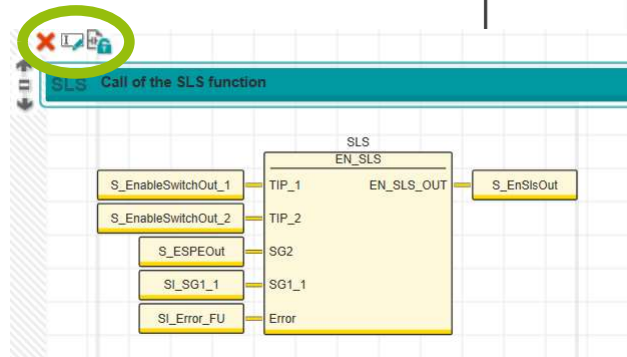 SLS Call of the SLS function
SLS
EN_SLS
S_EnableSwitchOut_1 TIP_1 EN_SLS_OUT S_EnSlsOut
S_EnableSwitchOut_2 TIP_2
S_ESPEOut SG2
SI_SG1_1 SG1_1
SI_Error_FU Error